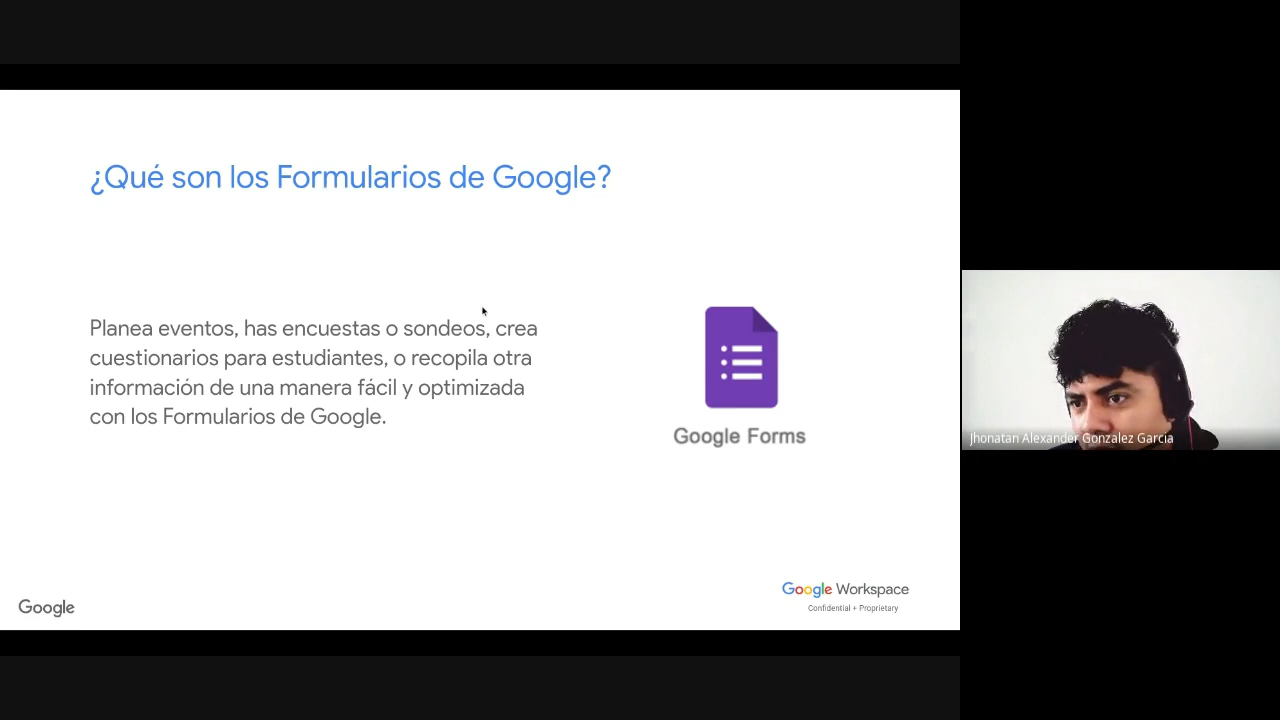 ¿Qué son los Formularios de Google?
Planea eventos, has encuestas o sondeos, crea
cuestionarios para estudiantes, o recopila otra
información de una manera fácil y optimizada
con los Formularios de Google.
Google Forms
Jhonatan Alexander Gonzalez Garcia
Google Workspace
Confidential + Proprietary
Google